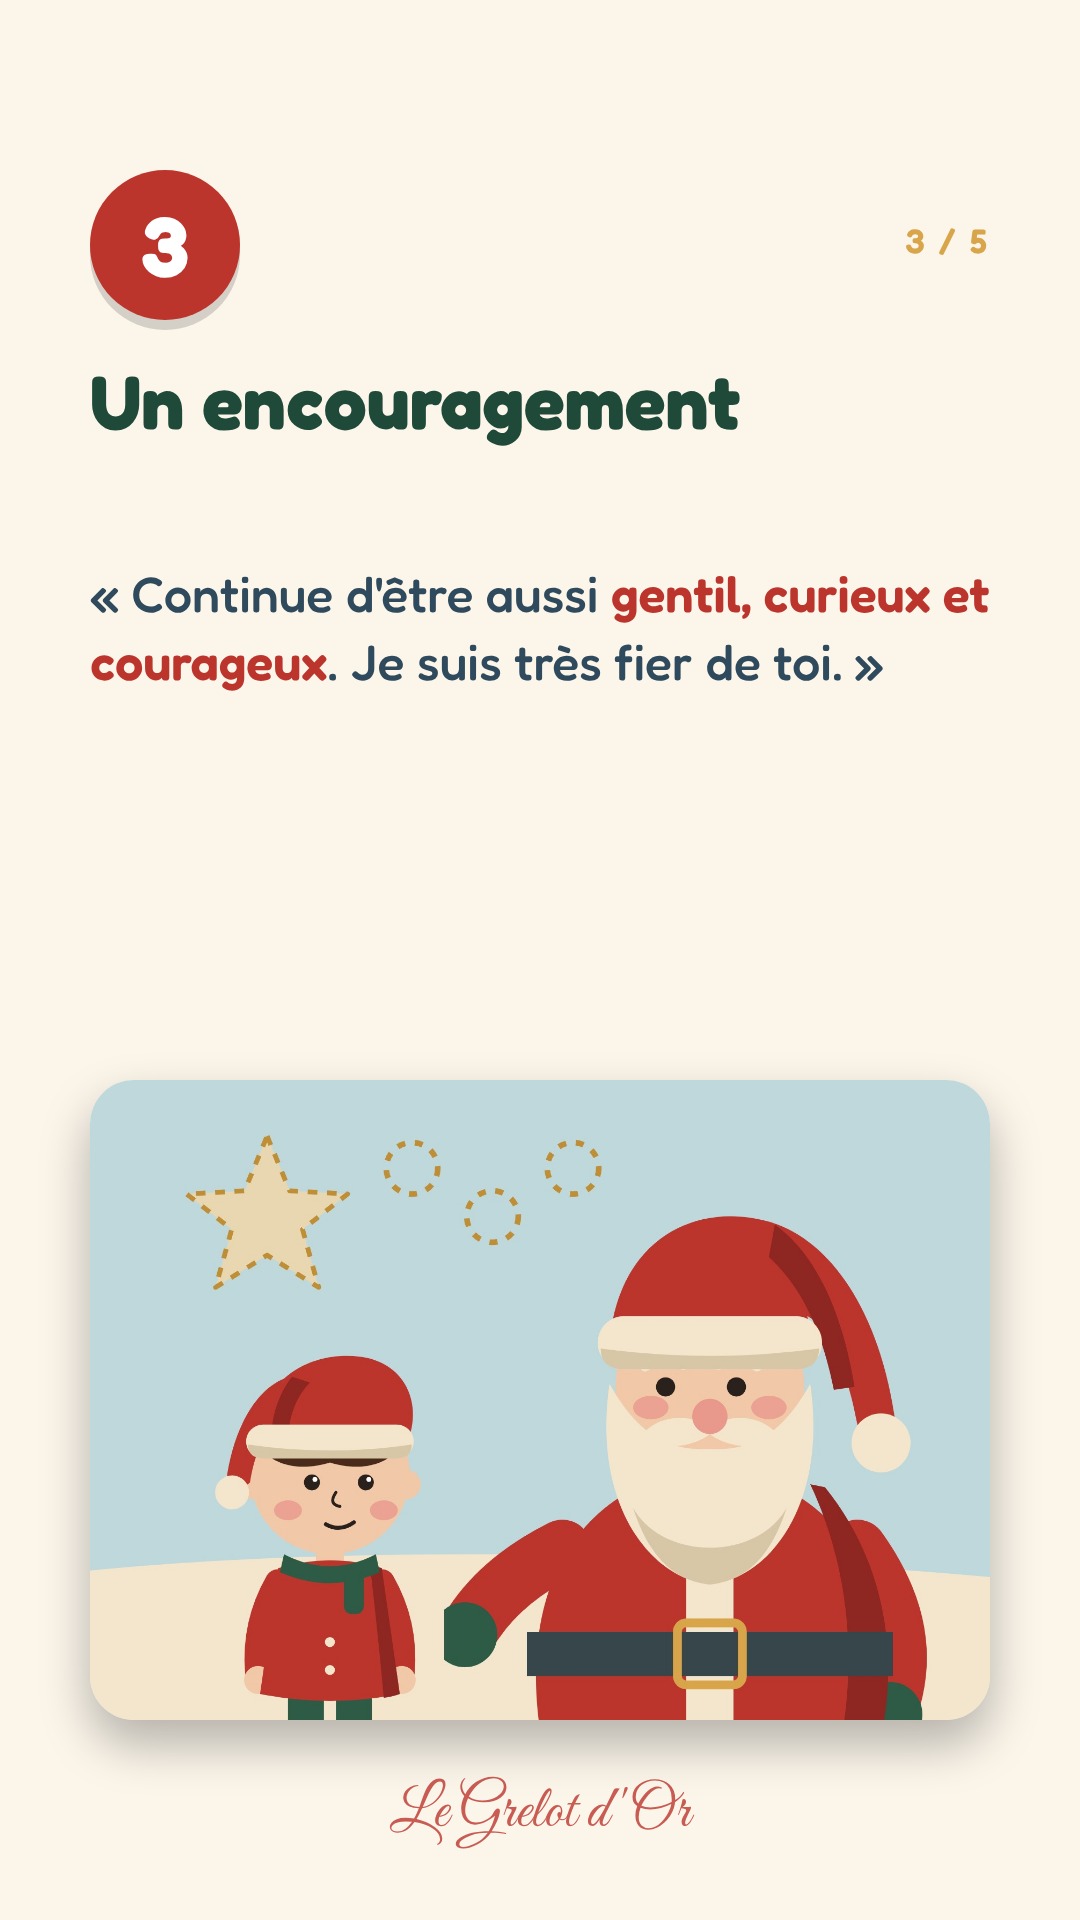 3
3 / 5
Un encouragement
« Continue d'être aussi gentil, curieux et
courageux. Je suis très fier de toi. »
Le Grelot d'Or